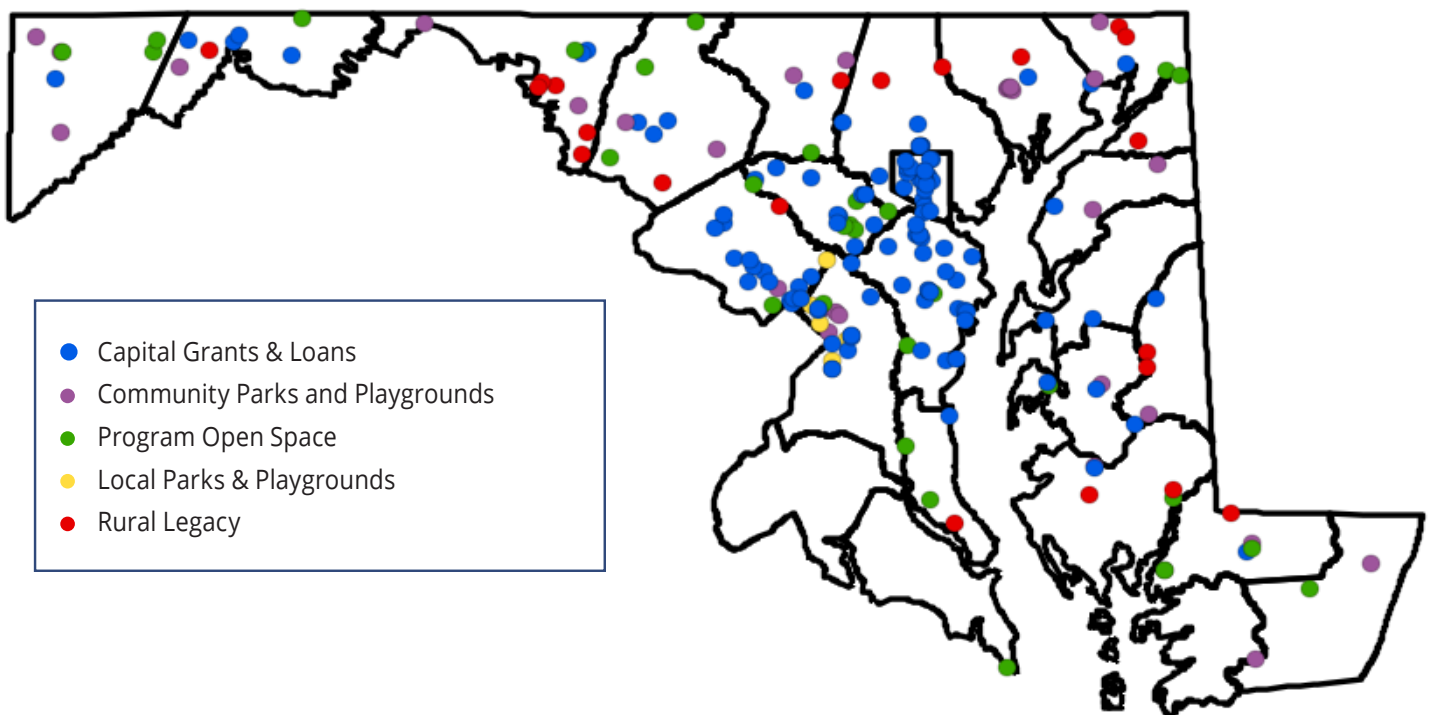 Capital Grants & Loans
Community Parks and Playgrounds
Program Open Space
Local Parks & Playgrounds
Rural Legacy